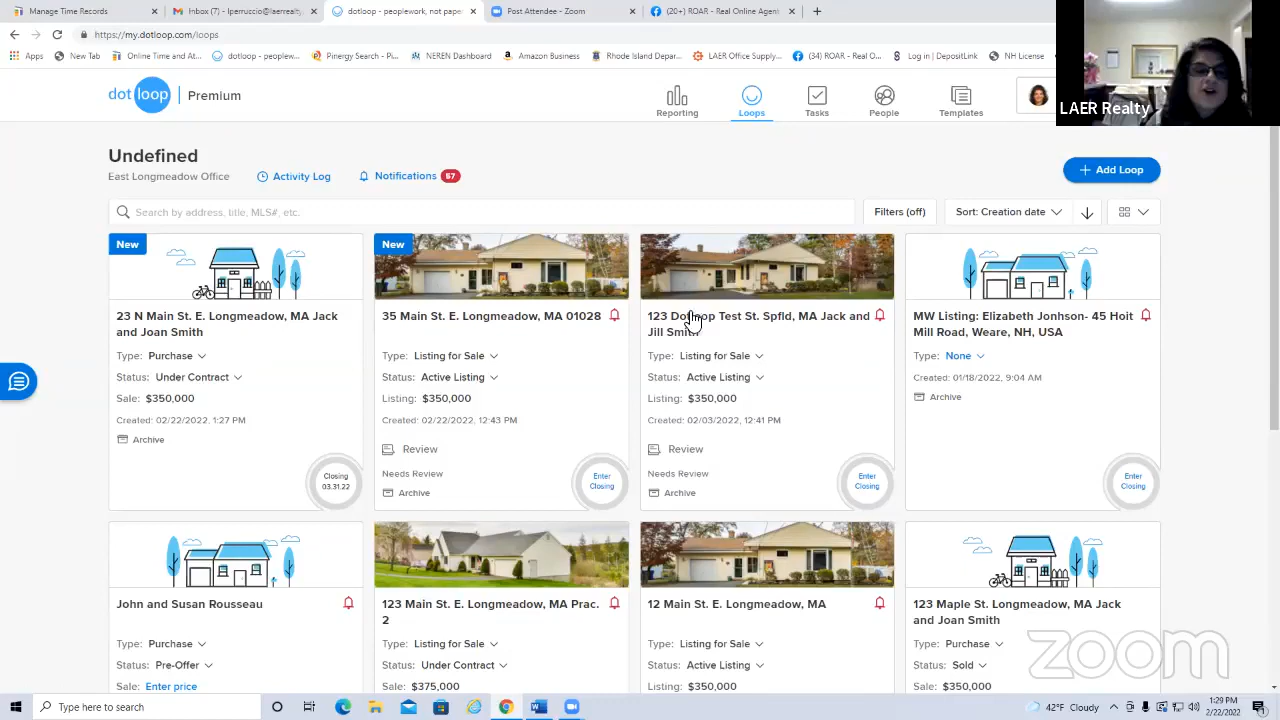 Manage Time Records
Inbox (7) - lperruccio@laerealty
dotloop - peoplework, not paper
Post Attendee - Zoom
(20+) ROAR - Real Online Agent
https://my.dotloop.com/loops
Apps
New Tab
Online Time and At...
dotloop - peoplew...
Pinergy Search - Pi...
NEREN Dashboard
Amazon Business
Rhode Island Depar...
LAER Office Supply...
(34) ROAR - Real O...
Log in | DepositLink
NH License
LAER Realty
dotloop
Premium
Reporting
Loops
Tasks
People
Templates
Undefined
East Longmeadow Office
Activity Log
Notifications 57
+ Add Loop
Search by address, title, MLS#, etc.
Filters (off)
Sort: Creation date
New
23 N Main St. E. Longmeadow, MA Jack
and Joan Smith
Type: Purchase
Status: Under Contract
Sale: $350,000
Created: 02/22/2022, 1:27 PM
Archive
Closing
03.31.22
New
35 Main St. E. Longmeadow, MA 01028
Type: Listing for Sale
Status: Active Listing
Listing: $350,000
Created: 02/22/2022, 12:43 PM
Review
Needs Review
Archive
Enter
Closing
123 Dotloop Test St. Spfld, MA Jack and
Jill Smith
Type: Listing for Sale
Status: Active Listing
Listing: $350,000
Created: 02/03/2022, 12:41 PM
Review
Needs Review
Archive
Enter
Closing
MW Listing: Elizabeth Jonhson- 45 Hoit
Mill Road, Weare, NH, USA
Type: None
Created: 01/18/2022, 9:04 AM
Archive
Enter
Closing
John and Susan Rousseau
Type: Purchase
Status: Pre-Offer
Sale: Enter price
123 Main St. E. Longmeadow, MA Prac.
2
Type: Listing for Sale
Status: Under Contract
Sale: $375,000
12 Main St. E. Longmeadow, MA
Type: Listing for Sale
Status: Active Listing
Listing: $350,000
123 Maple St. Longmeadow, MA Jack
and Joan Smith
Type: Purchase
Status: Sold
Sale: $350,000
zoom
Type here to search
42°F Cloudy
1:29 PM
2/22/2022